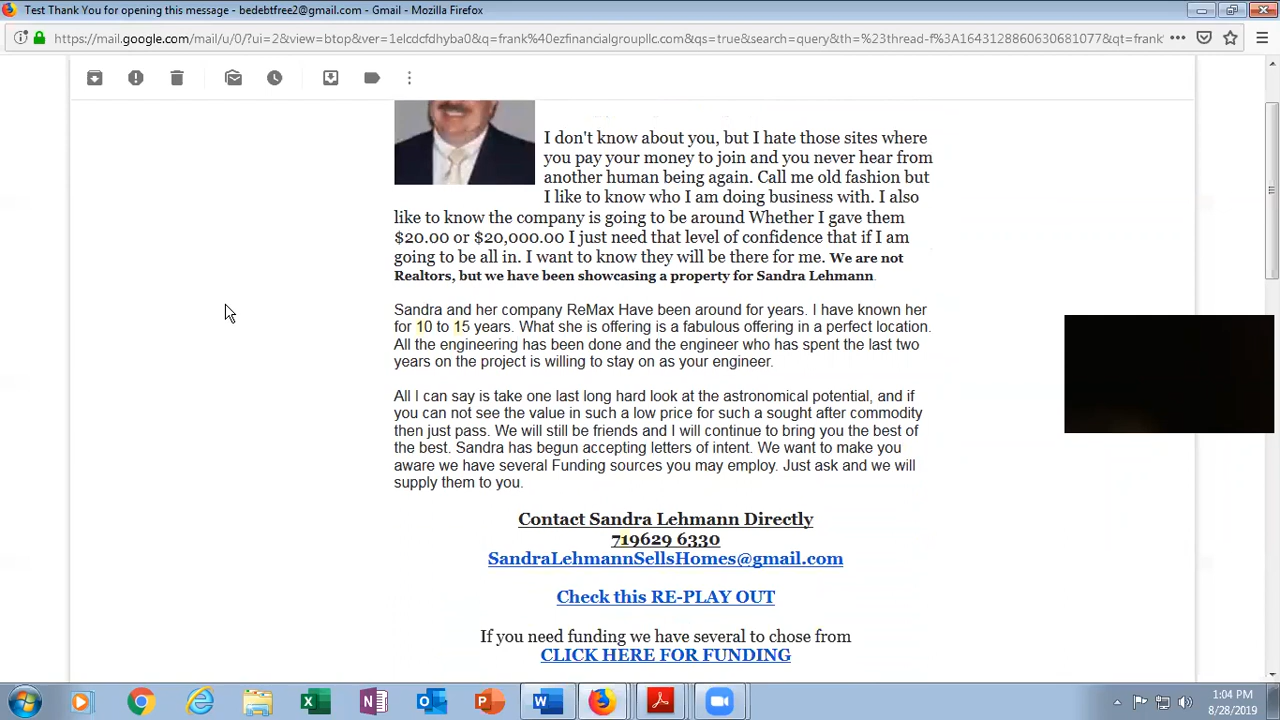 Test Thank You for opening this message - bedebtfree2@gmail.com - Gmail - Mozilla Firefox
https://mail.google.com/mail/u/0/?ui=2&view=btop&ver=1elcdcfdhyba0&q=frank%40ezfinancialgroupllc.com&qs=true&search=query&th=%23thread-f%3A1643128860630681077&qt=frank
I don't know about you, but I hate those sites where
you pay your money to join and you never hear from
another human being again. Call me old fashion but
I like to know who I am doing business with. I also
like to know the company is going to be around Whether I gave them
$20.00 or $20,000.00 I just need that level of confidence that if I am
going to be all in. I want to know they will be there for me. We are not
Realtors, but we have been showcasing a property for Sandra Lehmann.
Sandra and her company ReMax Have been around for years. I have known her
for 10 to 15 years. What she is offering is a fabulous offering in a perfect location.
All the engineering has been done and the engineer who has spent the last two
years on the project is willing to stay on as your engineer.
All I can say is take one last long hard look at the astronomical potential, and if
you can not see the value in such a low price for such a sought after commodity
then just pass. We will still be friends and I will continue to bring you the best of
the best. Sandra has begun accepting letters of intent. We want to make you
aware we have several Funding sources you may employ. Just ask and we will
supply them to you.
Contact Sandra Lehmann Directly
719629 6330
SandraLehmannSellsHomes@gmail.com
Check this RE-PLAY OUT
If you need funding we have several to chose from
CLICK HERE FOR FUNDING
1:04 PM
8/28/2019